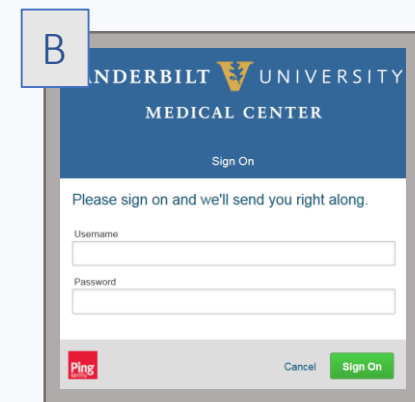 B
ANDERBILT UNIVERSITY
MEDICAL CENTER
Sign On
Please sign on and we'll send you right along.
Username
Password
Ping
Cancel Sign On